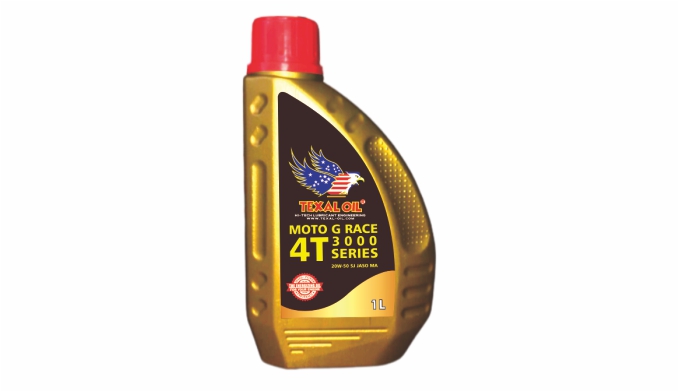 TEXAL OIL®
HI-TECH LUBRICANT ENGINEERING
WWW.TEXAL-OIL.COM
MOTO G RACE
4T 3000
SERIES
20W-50 SJ JASO MA
1L